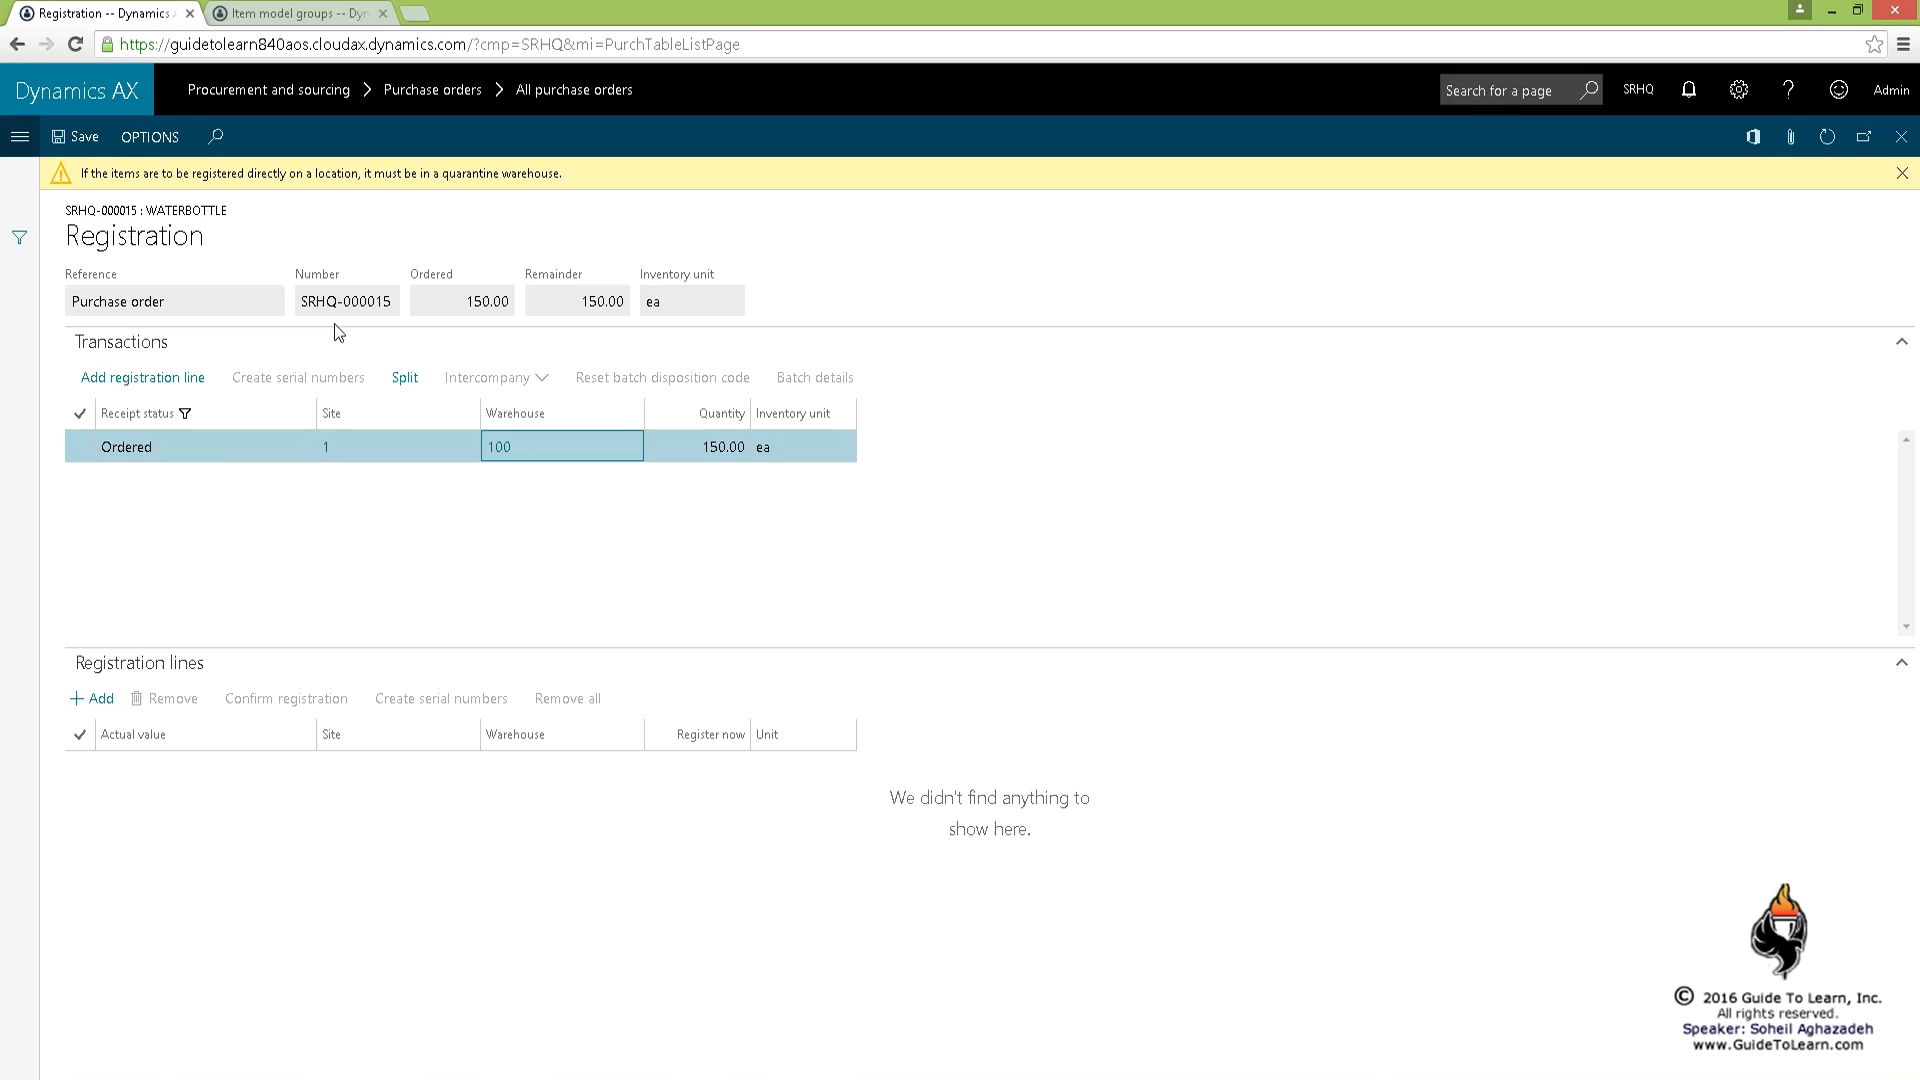 Registration -- Dynamics
Item model groups -- Dyn
https://guidetolearn840aos.cloudax.dynamics.com/?cmp=SRHQ&mi=PurchTableListPage
Dynamics AX
Procurement and sourcing > Purchase orders > All purchase orders
Search for a page
SRHQ
?
Admin
Save
OPTIONS
If the items are to be registered directly on a location, it must be in a quarantine warehouse.
SRHQ-000015 : WATERBOTTLE
Registration
Reference Number Ordered Remainder Inventory unit
Purchase order SRHQ-000015 150.00 150.00 ea
Transactions
Add registration line Create serial numbers Split Intercompany Reset batch disposition code Batch details
Receipt status Site Warehouse Quantity Inventory unit
Ordered 1 100 150.00 ea
Registration lines
+ Add Remove Confirm registration Create serial numbers Remove all
Actual value Site Warehouse Register now Unit
We didn't find anything to
show here.
© 2016 Guide To Learn, Inc.
All rights reserved.
Speaker: Soheil Aghazadeh
www.GuideToLearn.com